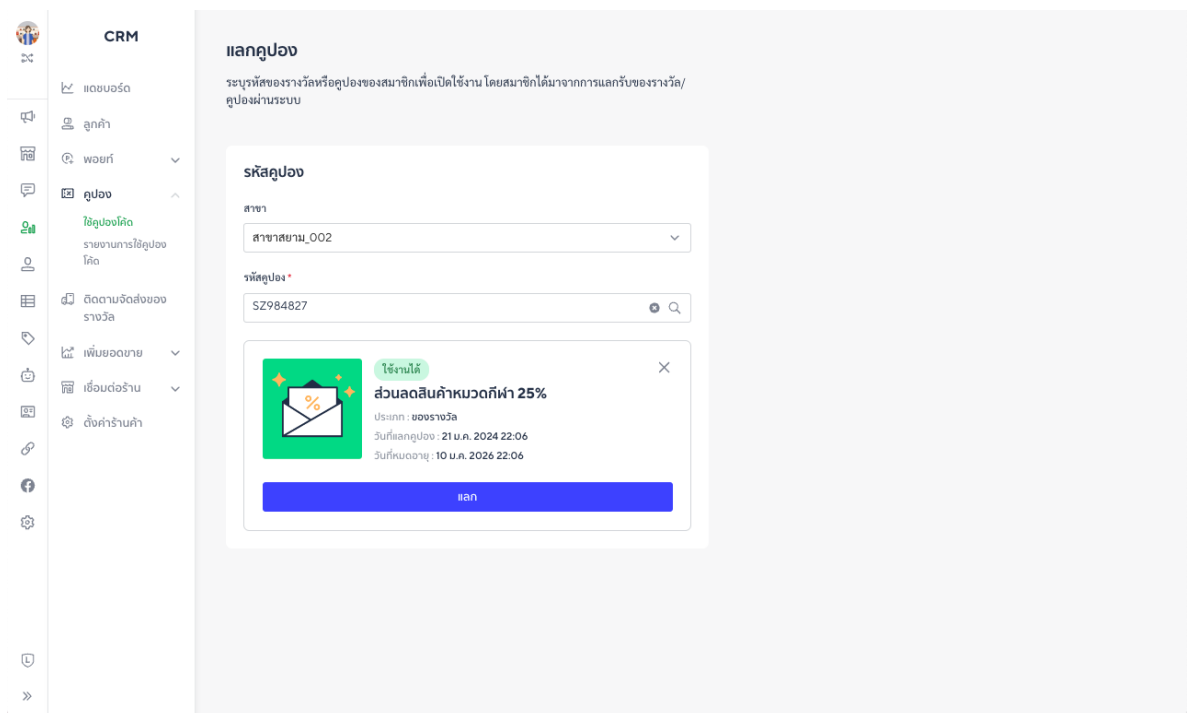 CRM
แดชบอร์ด
ลูกค้า
พอยท์
คูปอง
ใช้คูปองโค้ด
รายงานการใช้คูปอง
โค้ด
ติดตามจัดส่งของ
รางวัล
เพิ่มยอดขาย
เชื่อมต่อร้าน
ตั้งค่าร้านค้า
แลกคูปอง
ระบุรหัสของรางวัลหรือคูปองของสมาชิกเพื่อเปิดใช้งาน โดยสมาชิกได้มาจากการแลกรับของรางวัล/
คูปองผ่านระบบ
รหัสคูปอง
สาขา
สาขาสยาม_002
รหัสคูปอง *
SZ984827
ใช้งานได้
ส่วนลดสินค้าหมวดกีฬา 25%
ประเภท : ของรางวัล
วันที่แลกคูปอง : 21 ม.ค. 2024 22:06
วันที่หมดอายุ : 10 ม.ค. 2026 22:06
%
แลก